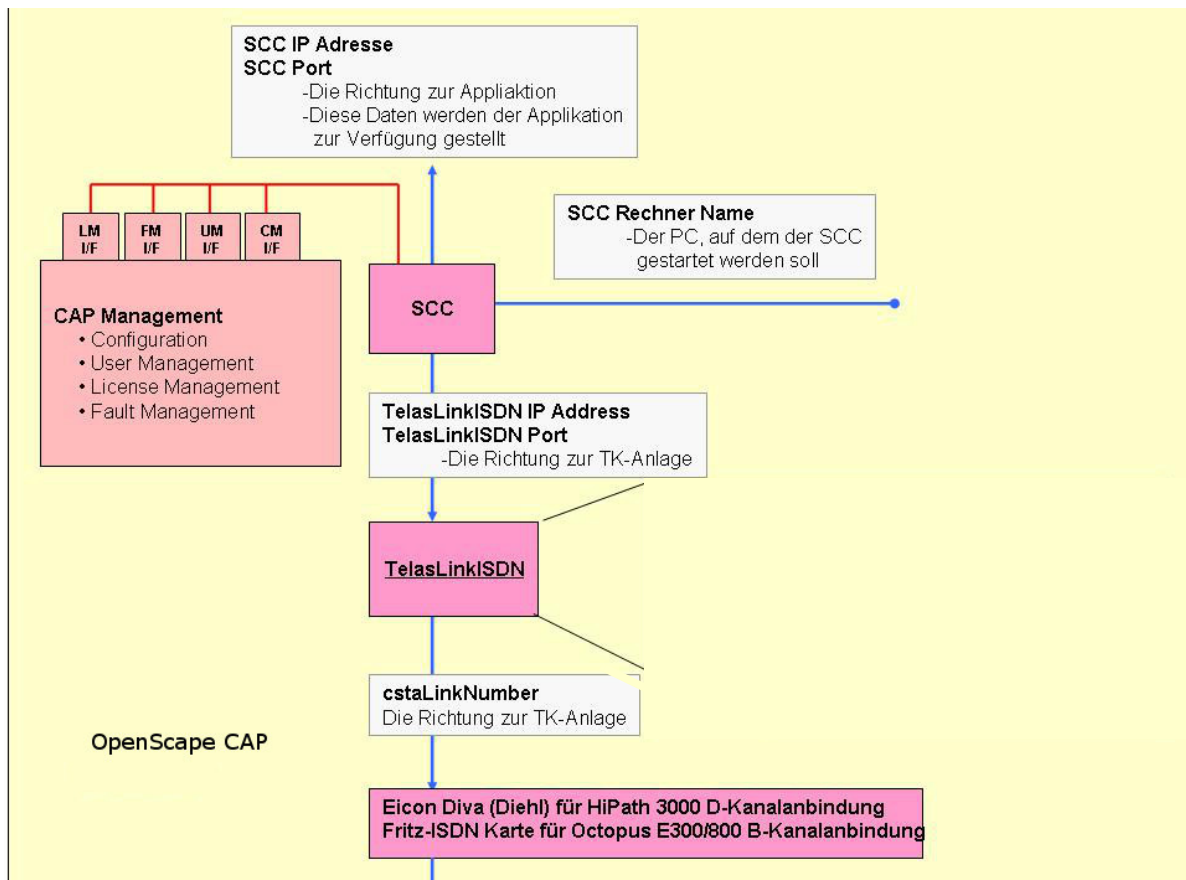 SCC IP Adresse
SCC Port
-Die Richtung zur Appliaktion
-Diese Daten werden der Applikation
zur Verfügung gestellt
LM
I/F
FM
I/F
UM
I/F
CM
I/F
SCC Rechner Name
-Der PC, auf dem der SCC
gestartet werden soll
SCC
CAP Management
• Configuration
• User Management
• License Management
• Fault Management
TelasLinkISDN IP Address
TelasLinkISDN Port
-Die Richtung zur TK-Anlage
TelasLinkISDN
cstaLinkNumber
Die Richtung zur TK-Anlage
OpenScape CAP
Eicon Diva (Diehl) für HiPath 3000 D-Kanalanbindung
Fritz-ISDN Karte für Octopus E300/800 B-Kanalanbindung